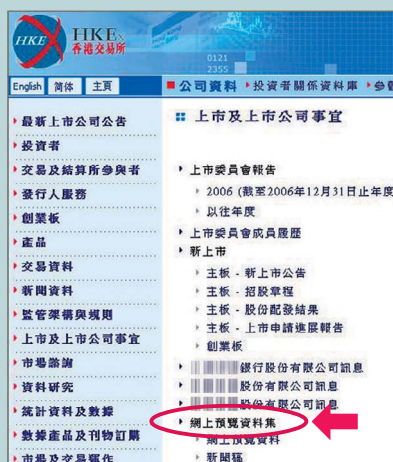 HKEx
香港交易所
0121
2355
English 简体 主頁
公司資料 投資者關係資料庫
最新上市公司公告
投資者
交易及結算所參與者
發行人服務
創業板
產品
交易資料
新聞資料
監管架構與規則
上市及上市公司事宜
市場諮詢
資料研究
統計資料及數據
數據產品及刊物訂購
市場及交易運作
上市及上市公司事宜
上市委員會報告
2006 (截至2006年12月31日止年度
以往年度
上市委員會成員履歷
新上市
主板 - 新上市公告
主板 - 招股章程
主板 - 股份配發結果
主板 - 上市申請進展報告
創業板
銀行股份有限公司訊息
股份有限公司訊息
股份有限公司訊息
網上預覽資料集
網上預覽資料
新聞稿